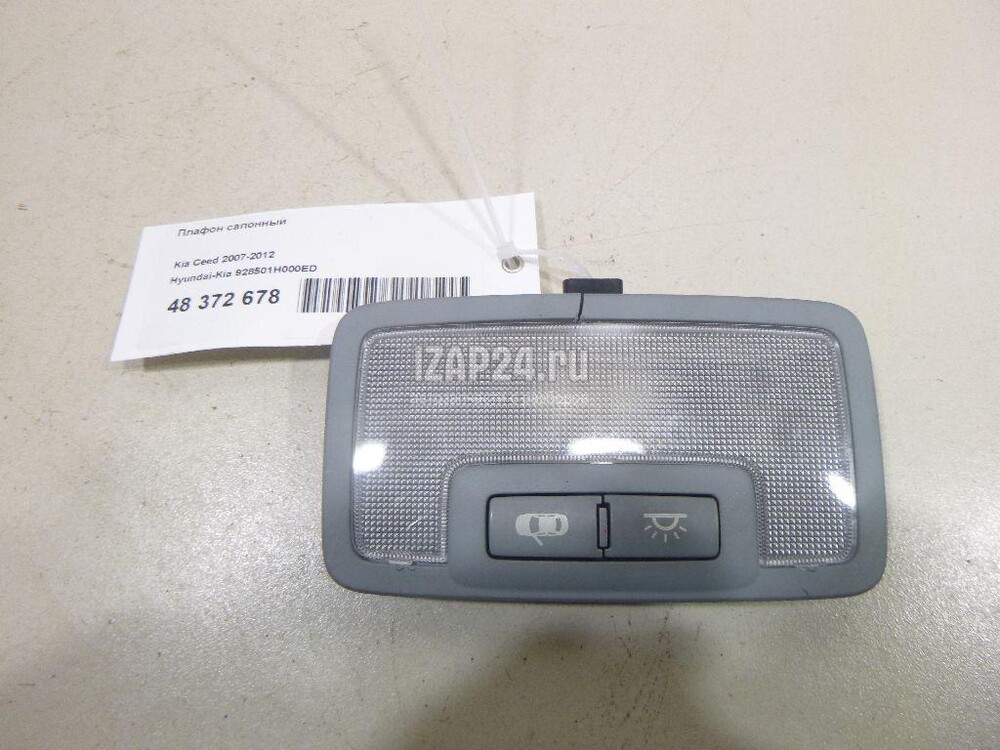 Плафон салонный
Kia Ceed 2007-2012
Hyundai-Kia 928501H000ED
48 372 678
IZAP24.ru